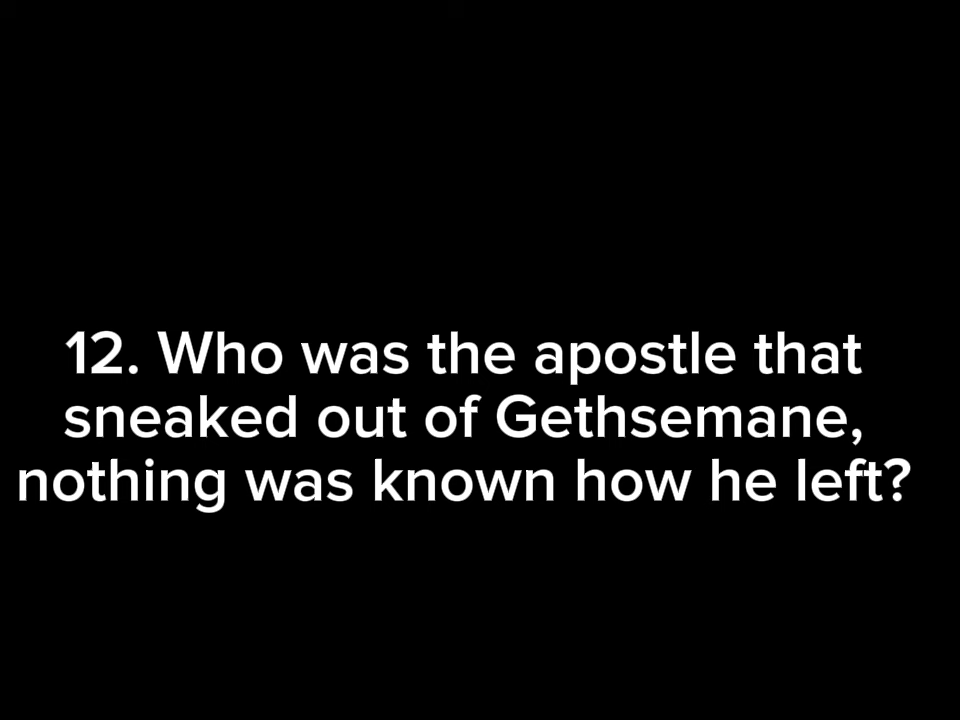 12. Who was the apostle that
sneaked out of Gethsemane,
nothing was known how he left?